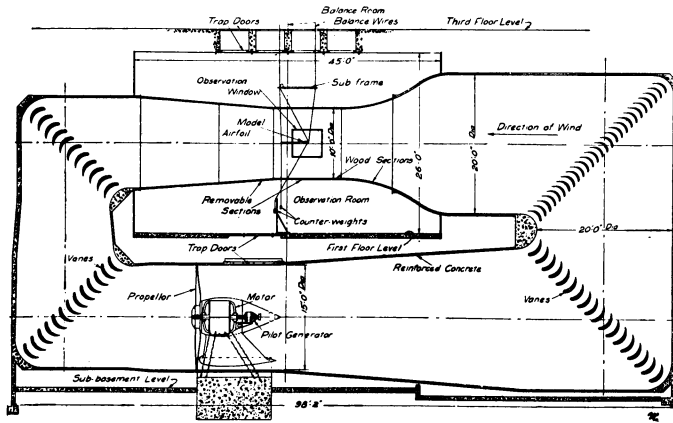 Balance Room
Trap Doors
Balance Wires
Third Floor Level
45'-0"
Observation
Window
Sub frame
Model
Airfoil
10'-0" Dia
Direction of Wind
Wood Sections
26'-0"
20'-0" Dia
Removable
Sections
Observation Room
Counter-weights
Trap Doors
First Floor Level
20'-0" Dia
Reinforced Concrete
Vanes
Propellor
Motor
15'-0" Dia
Vanes
Pilot Generator
Sub-basement Level
98'-2"